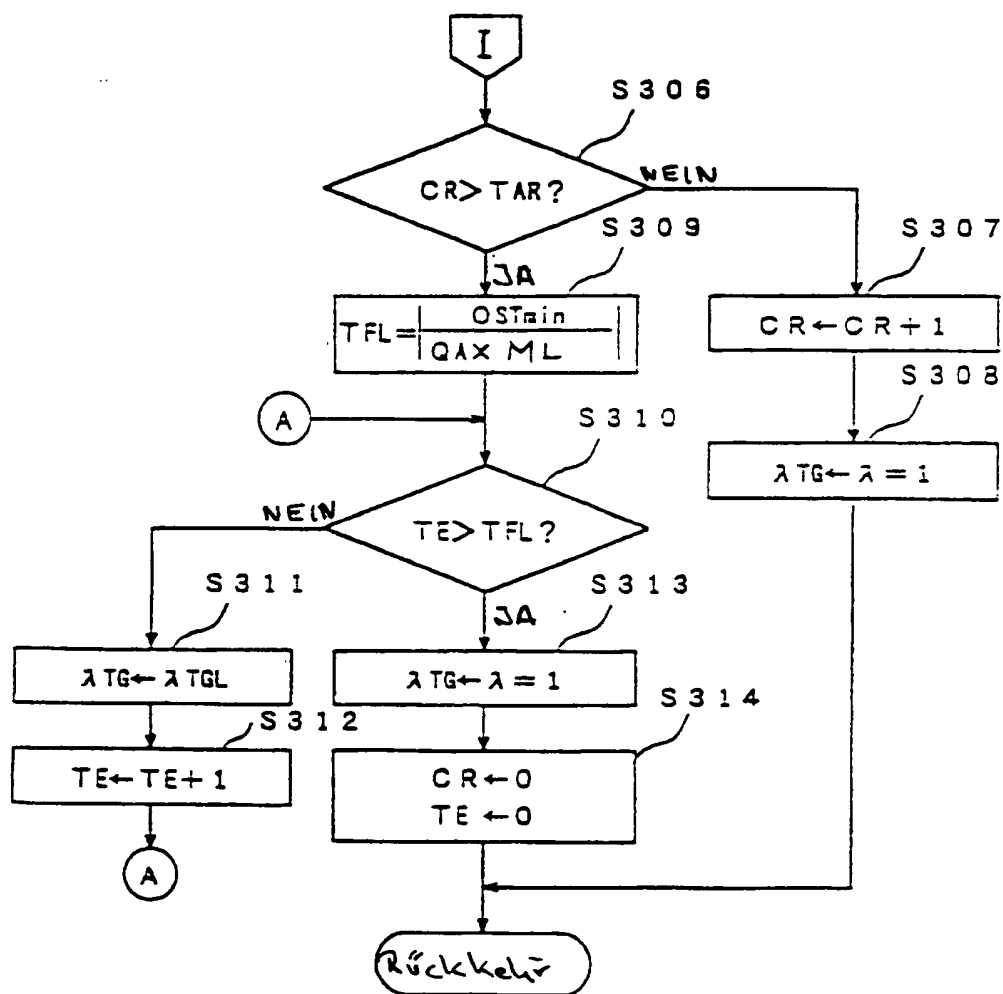 I
S306
CR>TAR?
NEIN
S309
S307
JA
TFL=|OSTmin / QA×ML|
CR←CR+1
S308
A
S310
λTG←λ=1
NEIN
TE>TFL?
S311
S313
JA
λTG←λTGL
λTG←λ=1
S312
S314
TE←TE+1
CR←0
TE←0
A
Rückkehr